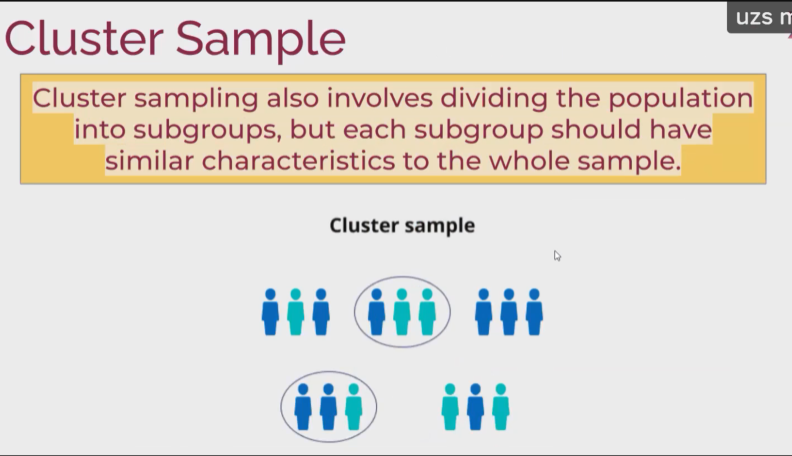 uzs m
Cluster Sample
Cluster sampling also involves dividing the population
into subgroups, but each subgroup should have
similar characteristics to the whole sample.
Cluster sample